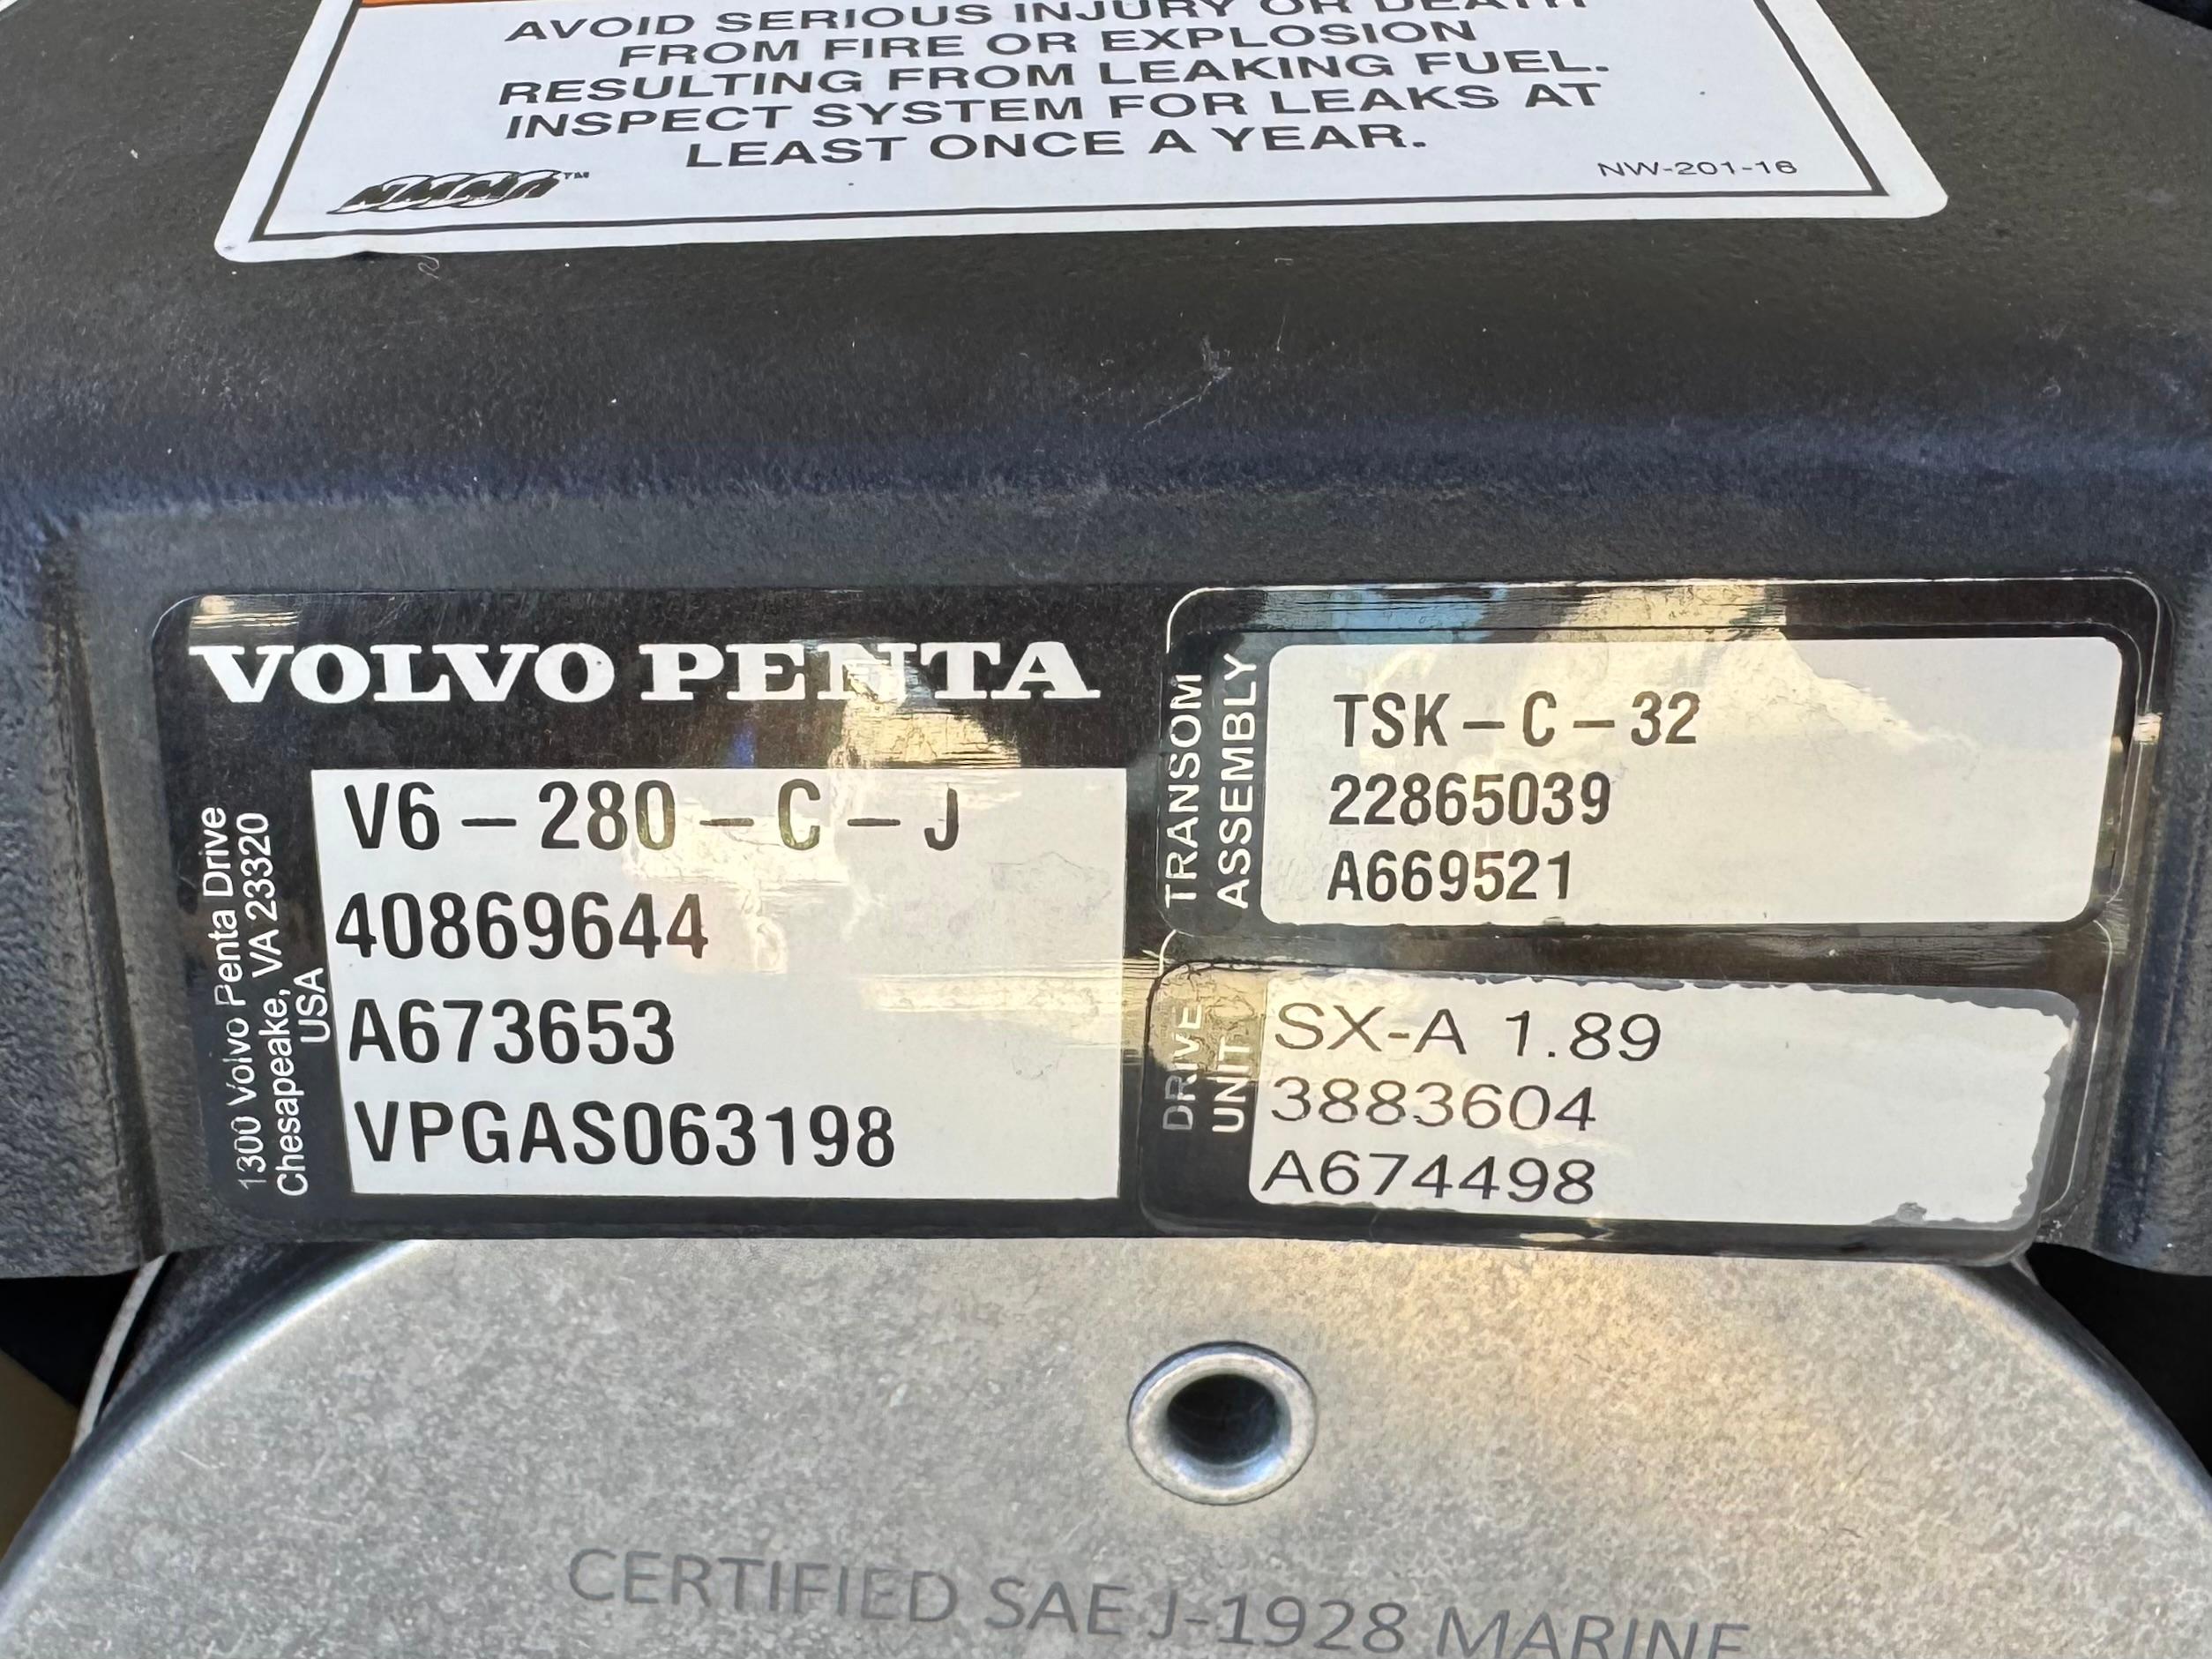 AVOID SERIOUS INJURY OR DEATH
FROM FIRE OR EXPLOSION
RESULTING FROM LEAKING FUEL.
INSPECT SYSTEM FOR LEAKS AT
LEAST ONCE A YEAR.
NMMA™
NW-201-16
VOLVO PENTA
1300 Volvo Penta Drive
Chesapeake, VA 23320
USA
V6-280-C-J
40869644
A673653
VPGAS063198
TRANSOM
ASSEMBLY
TSK-C-32
22865039
A669521
DRIVE
UNIT
SX-A 1.89
3883604
A674498
CERTIFIED SAE J-1928 MARINE